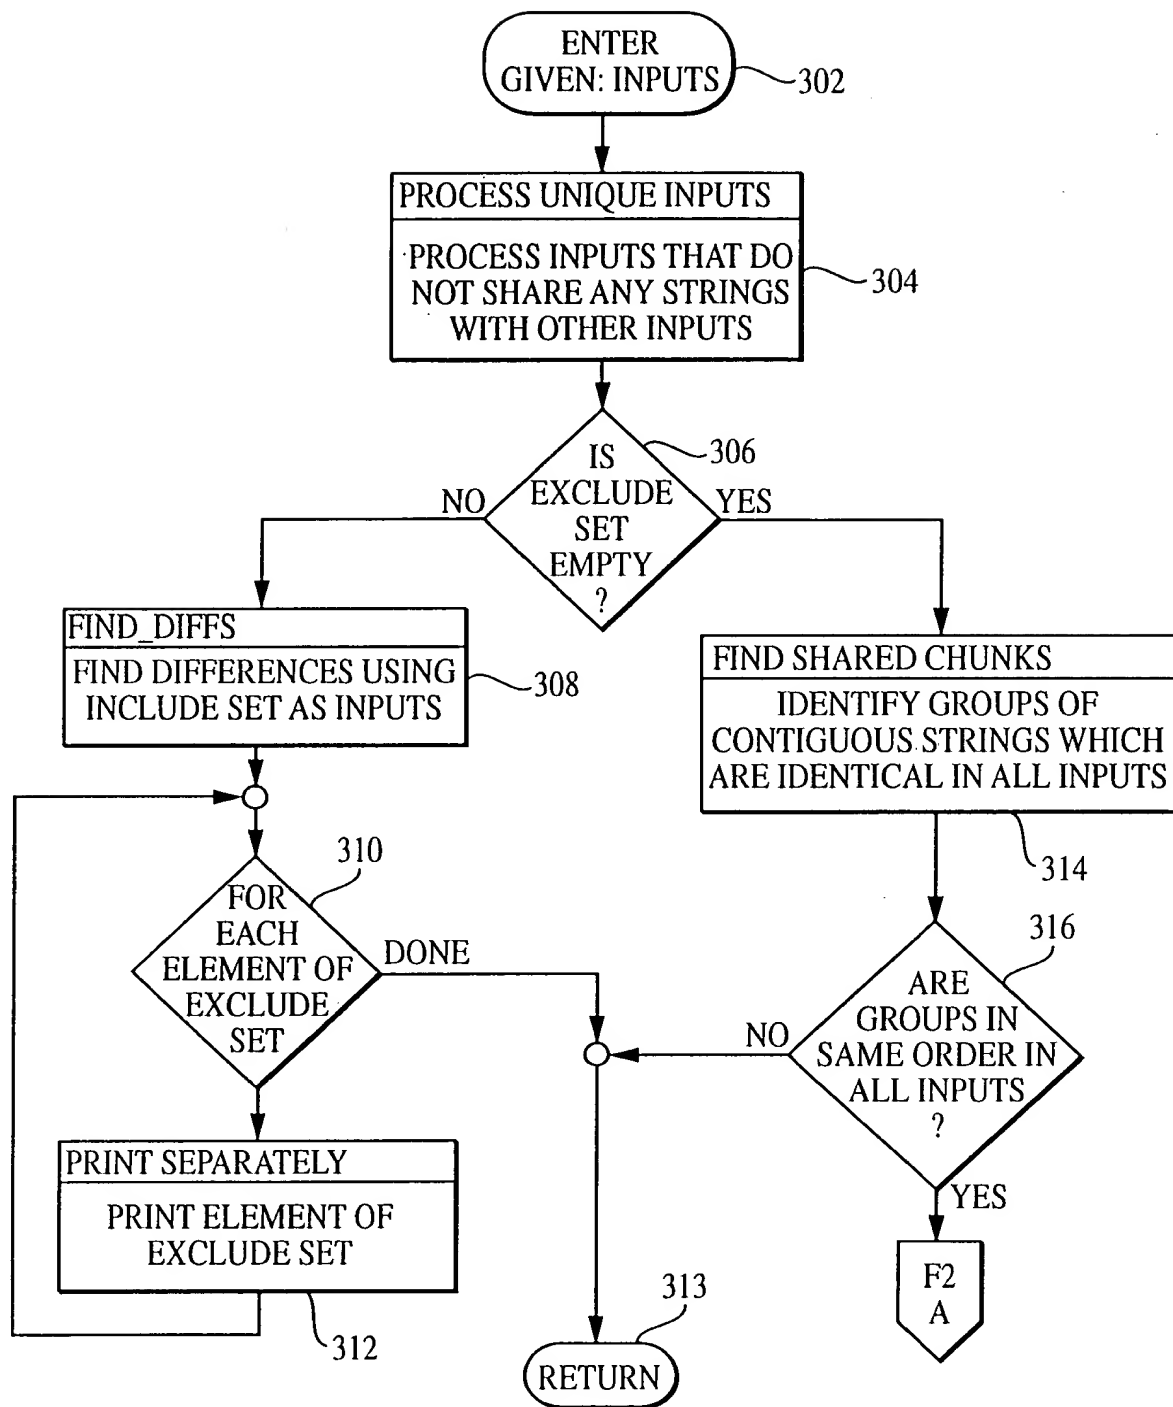 ENTER
GIVEN: INPUTS
302
PROCESS UNIQUE INPUTS
PROCESS INPUTS THAT DO
NOT SHARE ANY STRINGS
WITH OTHER INPUTS
304
IS
EXCLUDE
SET
EMPTY
?
306
NO
YES
FIND_DIFFS
FIND DIFFERENCES USING
INCLUDE SET AS INPUTS
308
FIND SHARED CHUNKS
IDENTIFY GROUPS OF
CONTIGUOUS STRINGS WHICH
ARE IDENTICAL IN ALL INPUTS
314
310
FOR
EACH
ELEMENT OF
EXCLUDE
SET
DONE
316
ARE
GROUPS IN
SAME ORDER IN
ALL INPUTS
?
NO
YES
PRINT SEPARATELY
PRINT ELEMENT OF
EXCLUDE SET
312
313
RETURN
F2
A